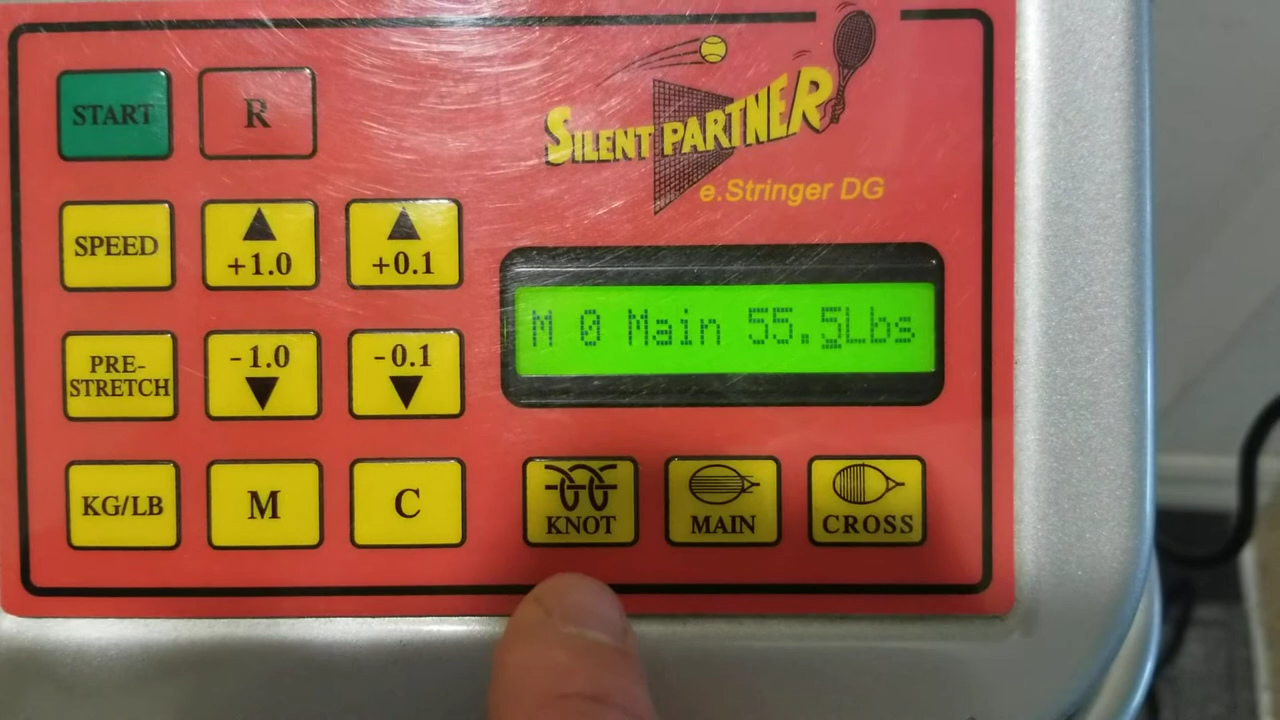 START
R
SILENT PARTNER
e.Stringer DG
SPEED
+1.0
+0.1
M 0 Main 55.5Lbs
PRE-
STRETCH
-1.0
-0.1
KG/LB
M
C
KNOT
MAIN
CROSS